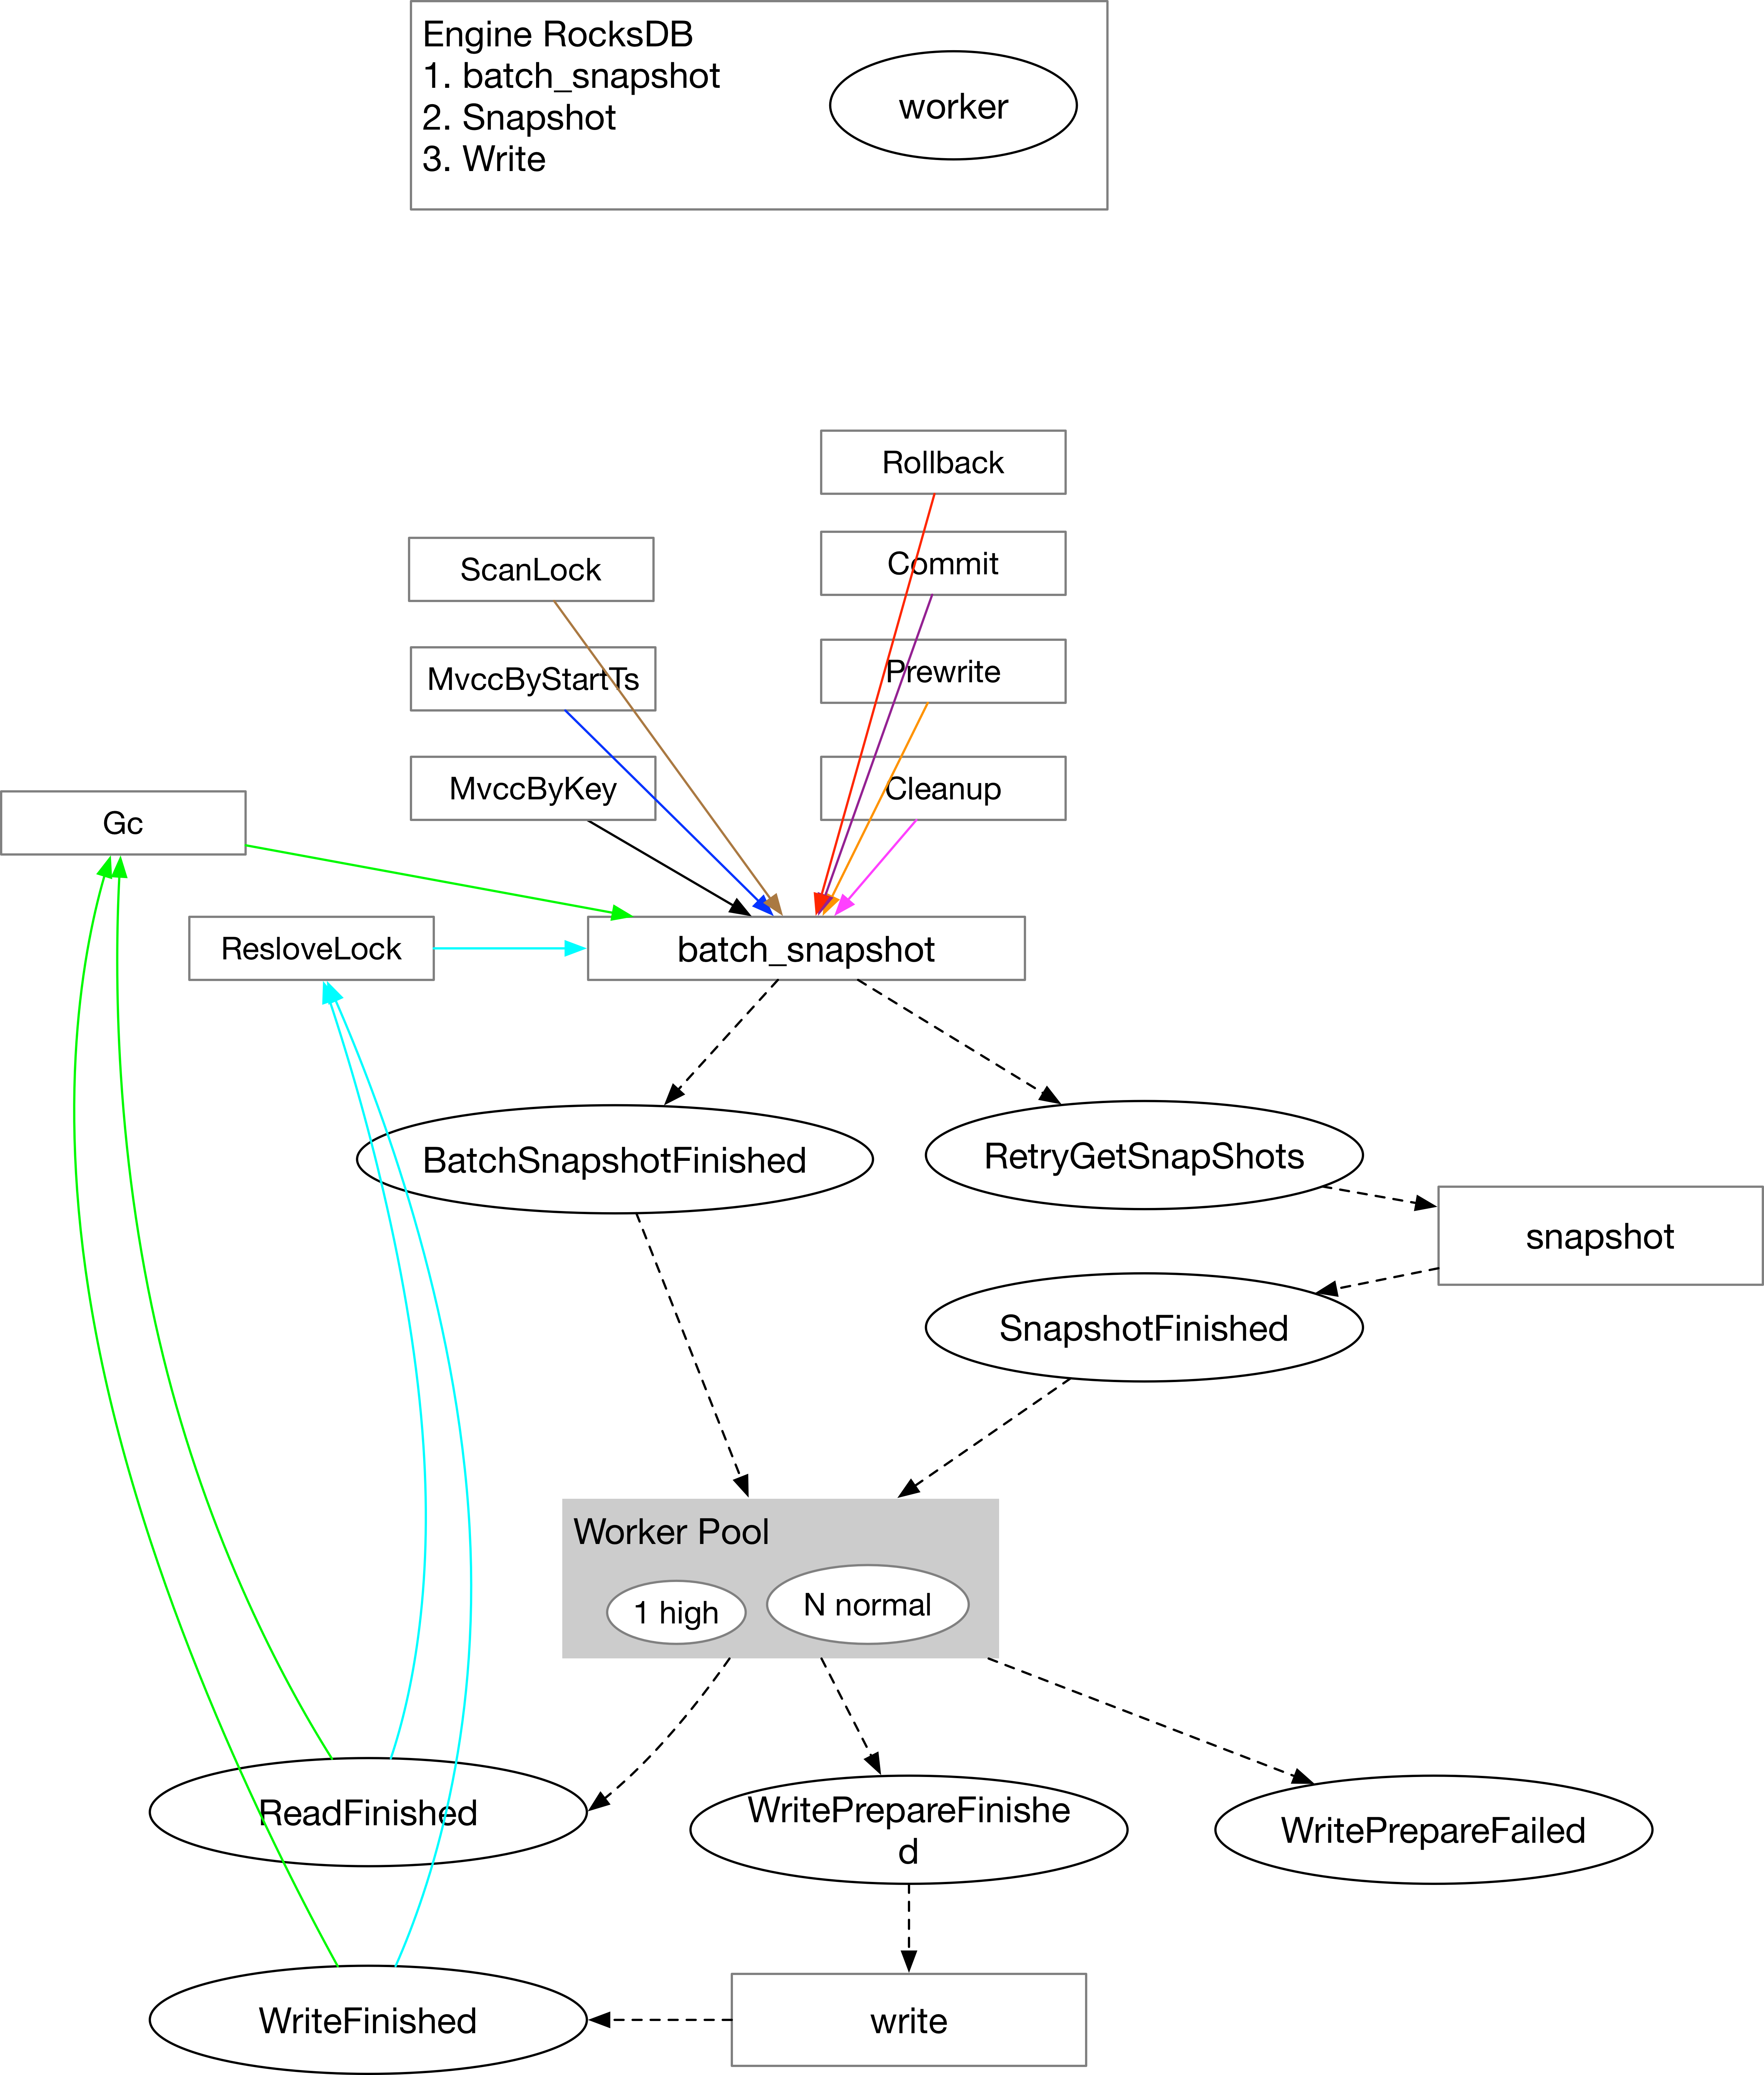 Engine RocksDB
1. batch_snapshot
2. Snapshot
3. Write
worker
Rollback
Commit
ScanLock
Prewrite
MvccByStartTs
Cleanup
MvccByKey
Gc
ResloveLock
batch_snapshot
BatchSnapshotFinished
RetryGetSnapShots
snapshot
SnapshotFinished
Worker Pool
1 high
N normal
ReadFinished
WritePrepareFinishe
d
WritePrepareFailed
WriteFinished
write